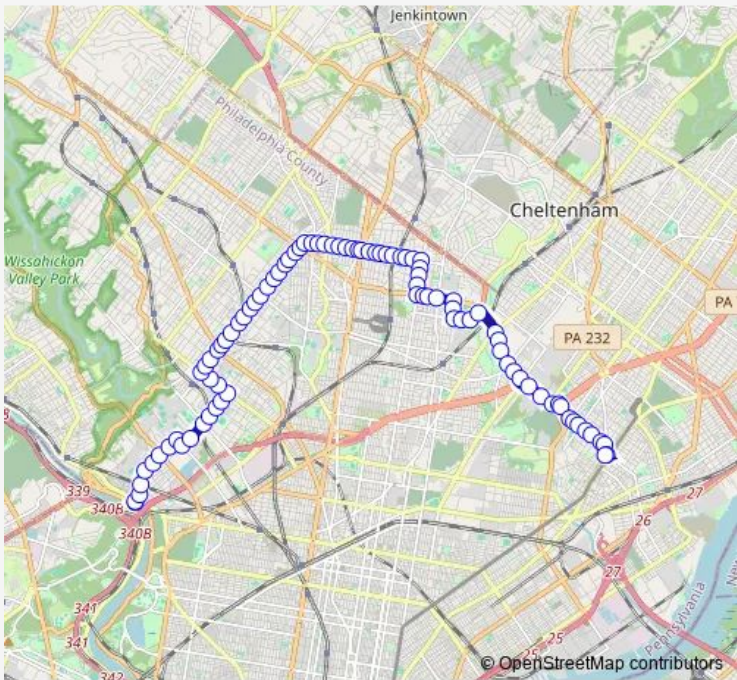 Jenkintown
Philadelphia County
Cheltenham
Wissahickon
Valley Park
PA
PA 232
339
340B
340B
27
26
27
341
341
342
25
25
Pennsylvania
© OpenStreetMap contributors